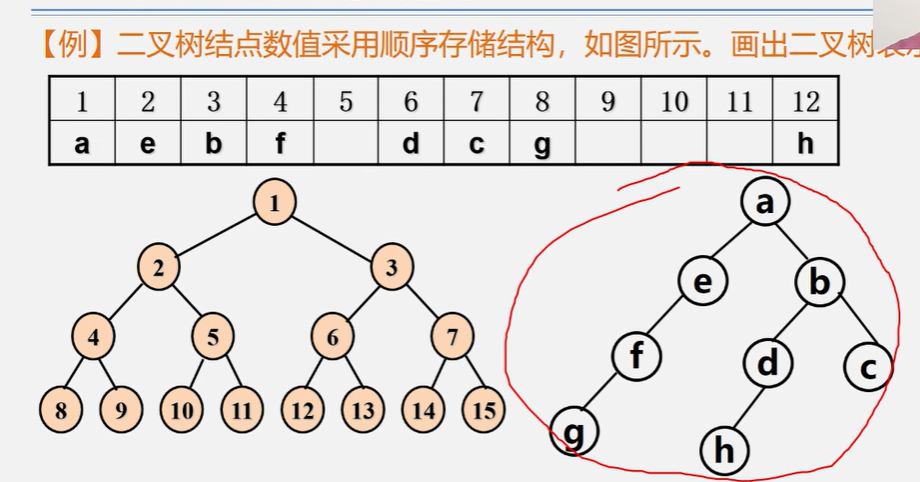 【例】二叉树结点数值采用顺序存储结构，如图所示。画出二叉树表示
1 2 3 4 5 6 7 8 9 10 11 12
a e b f d c g h
1
a
2 3
e b
4 5 6 7
f d c
8 9 10 11 12 13 14 15
g h